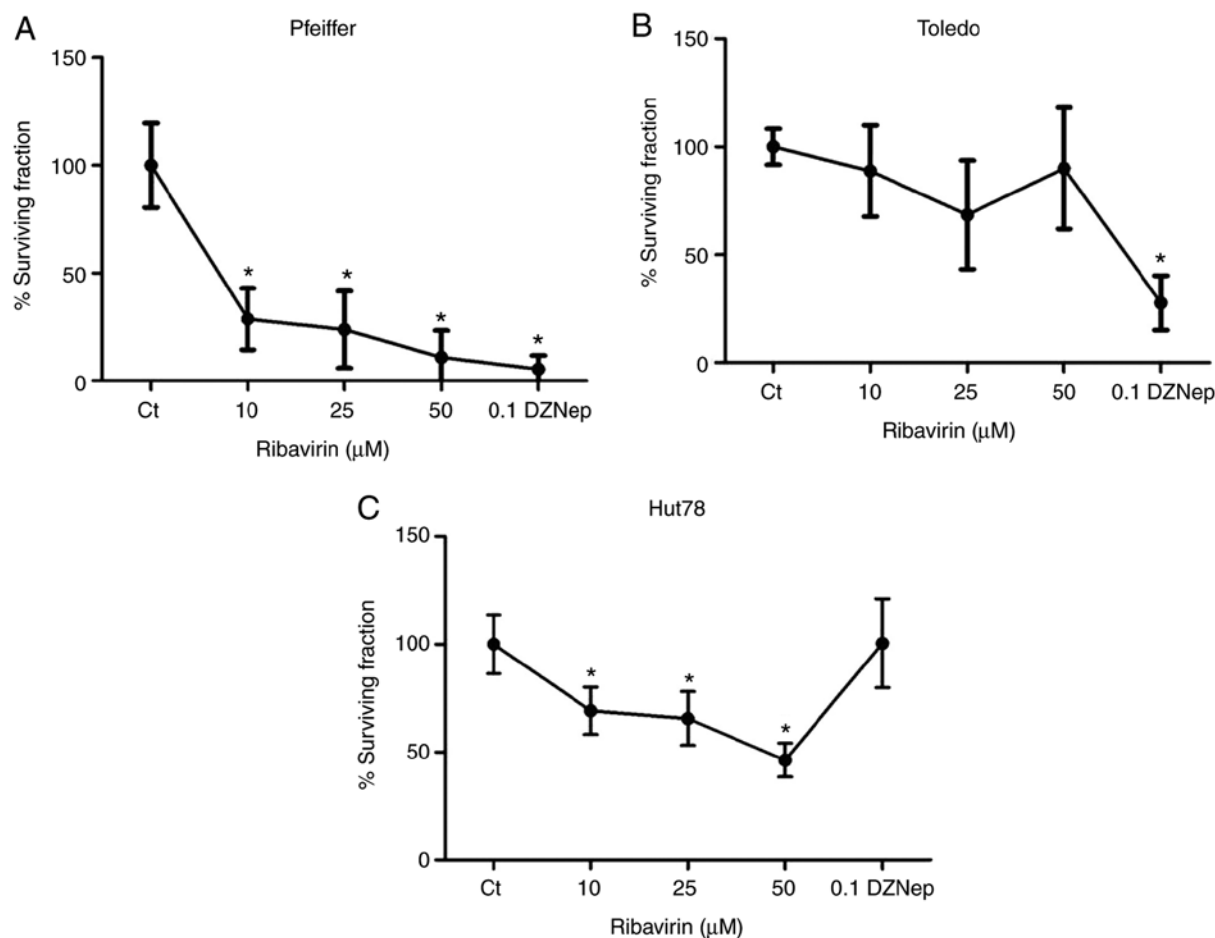 A
Pfeiffer
150
100
50
0
% Surviving fraction
*
*
*
*
Ct
10
25
50
0.1 DZNep
Ribavirin (μM)
B
Toledo
150
100
50
0
% Surviving fraction
*
Ct
10
25
50
0.1 DZNep
Ribavirin (μM)
C
Hut78
150
100
50
0
% Surviving fraction
*
*
*
Ct
10
25
50
0.1 DZNep
Ribavirin (μM)